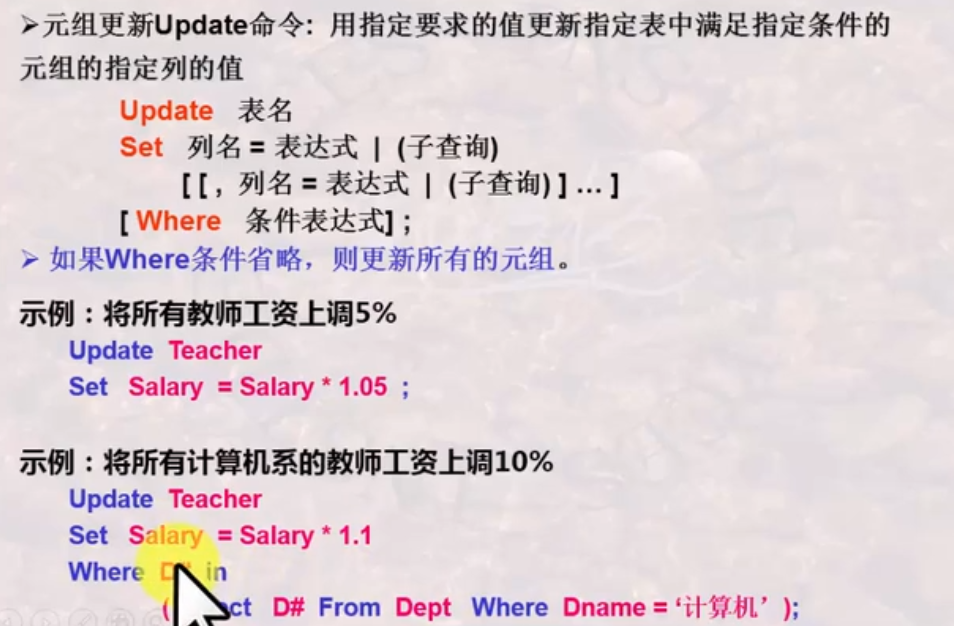 ➢元组更新Update命令：用指定要求的值更新指定表中满足指定条件的
元组的指定列的值
Update 表名
Set 列名 = 表达式 | (子查询)
[ [ , 列名 = 表达式 | (子查询) ] … ]
[ Where 条件表达式] ;
➢ 如果Where条件省略，则更新所有的元组。
示例：将所有教师工资上调5%
Update Teacher
Set Salary = Salary * 1.05 ;
示例：将所有计算机系的教师工资上调10%
Update Teacher
Set Salary = Salary * 1.1
Where D# in
( ct D# From Dept Where Dname = ‘计算机’ );